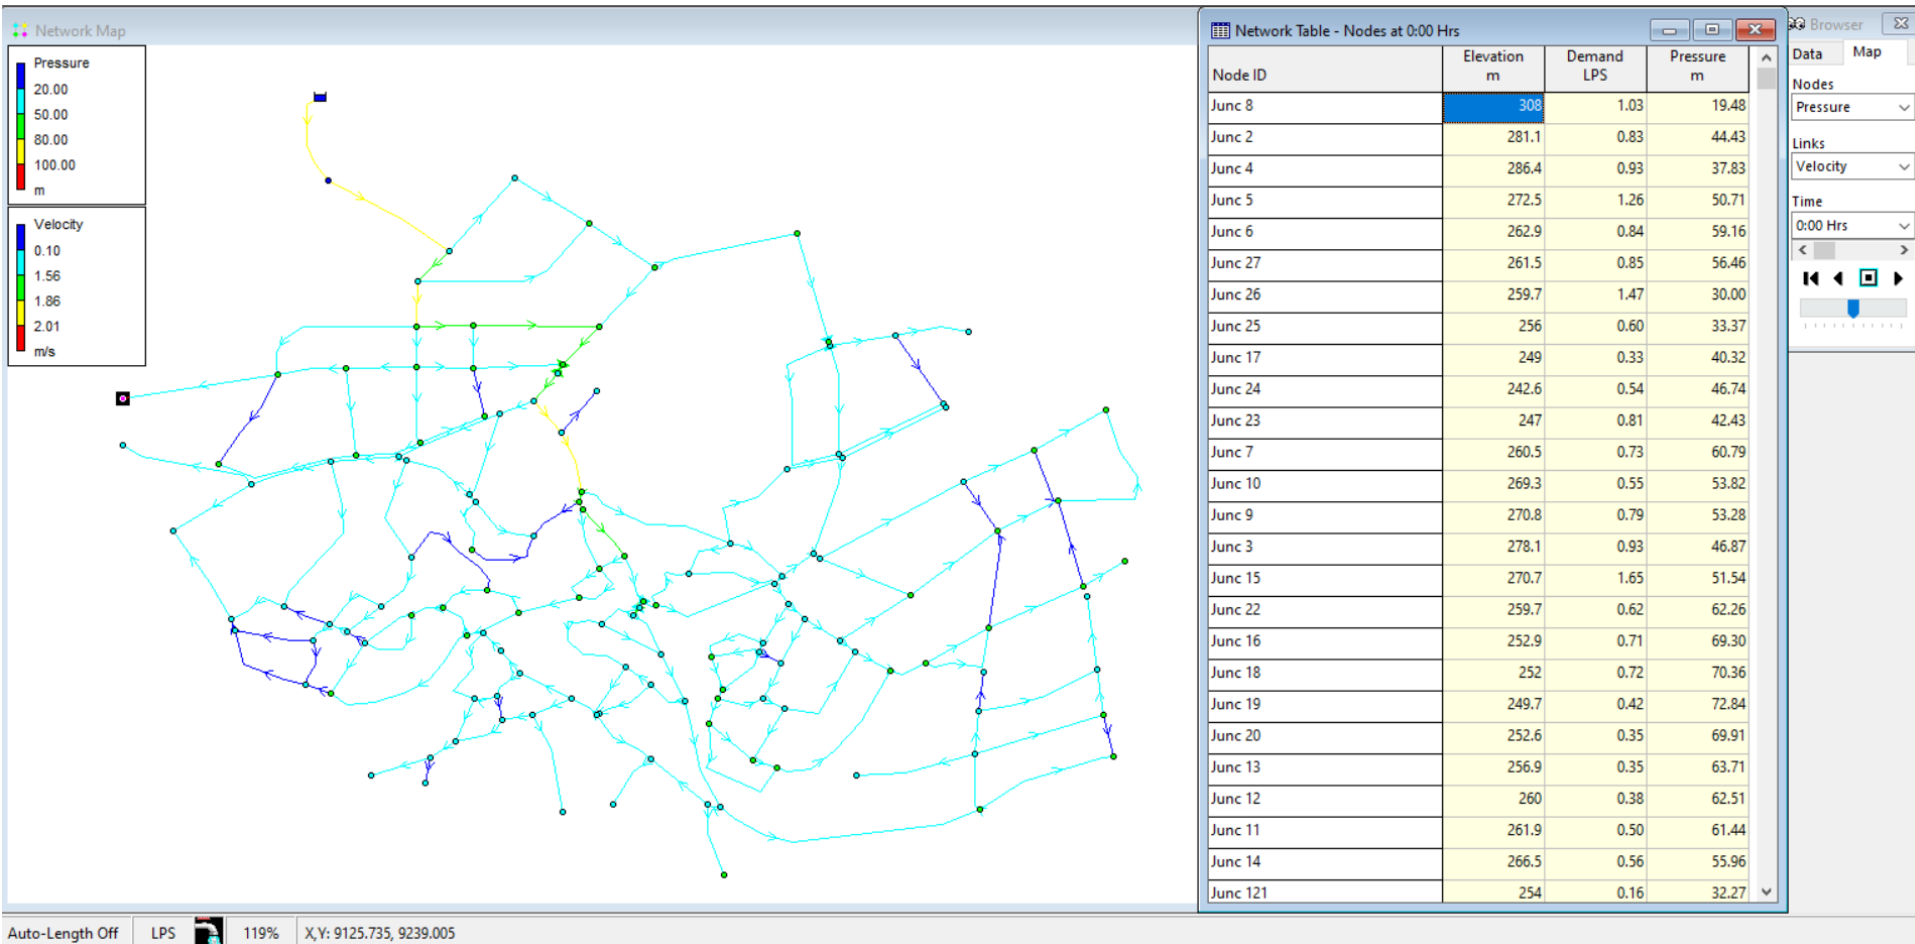 Network Map
Pressure
20.00
50.00
80.00
100.00
m
Velocity
0.10
1.56
1.86
2.01
m/s
Network Table - Nodes at 0:00 Hrs
Node ID Elevation m Demand LPS Pressure m
Junc 8 308 1.03 19.48
Junc 2 281.1 0.83 44.43
Junc 4 286.4 0.93 37.83
Junc 5 272.5 1.26 50.71
Junc 6 262.9 0.84 59.16
Junc 27 261.5 0.85 56.46
Junc 26 259.7 1.47 30.00
Junc 25 256 0.60 33.37
Junc 17 249 0.33 40.32
Junc 24 242.6 0.54 46.74
Junc 23 247 0.81 42.43
Junc 7 260.5 0.73 60.79
Junc 10 269.3 0.55 53.82
Junc 9 270.8 0.79 53.28
Junc 3 278.1 0.93 46.87
Junc 15 270.7 1.65 51.54
Junc 22 259.7 0.62 62.26
Junc 16 252.9 0.71 69.30
Junc 18 252 0.72 70.36
Junc 19 249.7 0.42 72.84
Junc 20 252.6 0.35 69.91
Junc 13 256.9 0.35 63.71
Junc 12 260 0.38 62.51
Junc 11 261.9 0.50 61.44
Junc 14 266.5 0.56 55.96
Junc 121 254 0.16 32.27
Browser
Data Map
Nodes
Pressure
Links
Velocity
Time
0:00 Hrs
Auto-Length Off LPS 119% X,Y: 9125.735, 9239.005